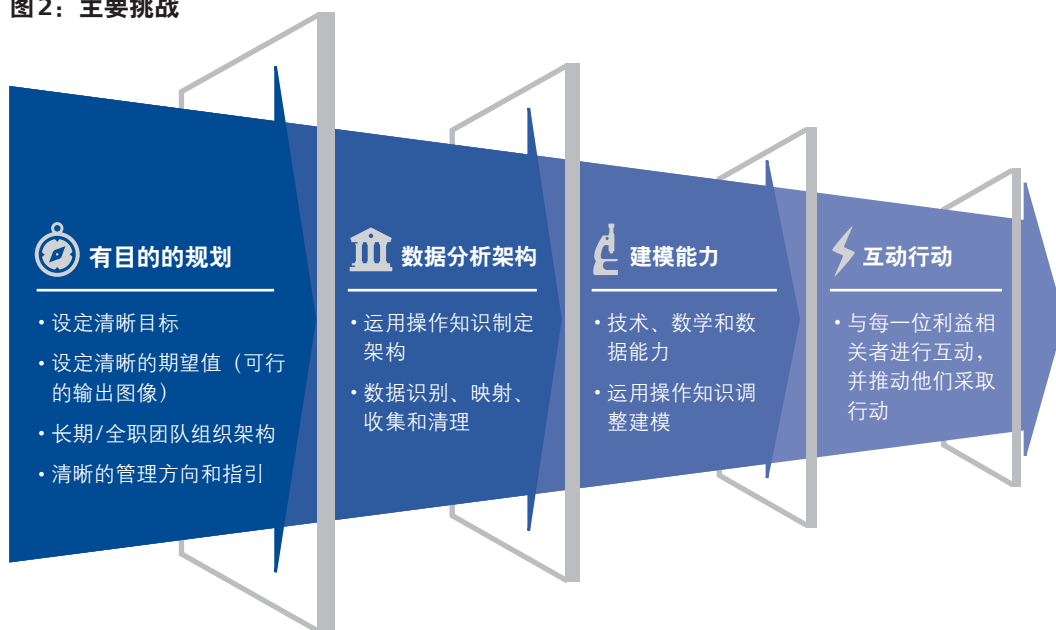 图2：主要挑战
有目的的规划
• 设定清晰目标
• 设定清晰的期望值（可行
的输出图像）
• 长期/全职团队组织架构
• 清晰的管理方向和指引
数据分析架构
• 运用操作知识制定
架构
• 数据识别、映射、
收集和清理
建模能力
• 技术、数学和数
据能力
• 运用操作知识调
整建模
互动行动
• 与每一位利益相
关者进行互动，
并推动他们采取
行动